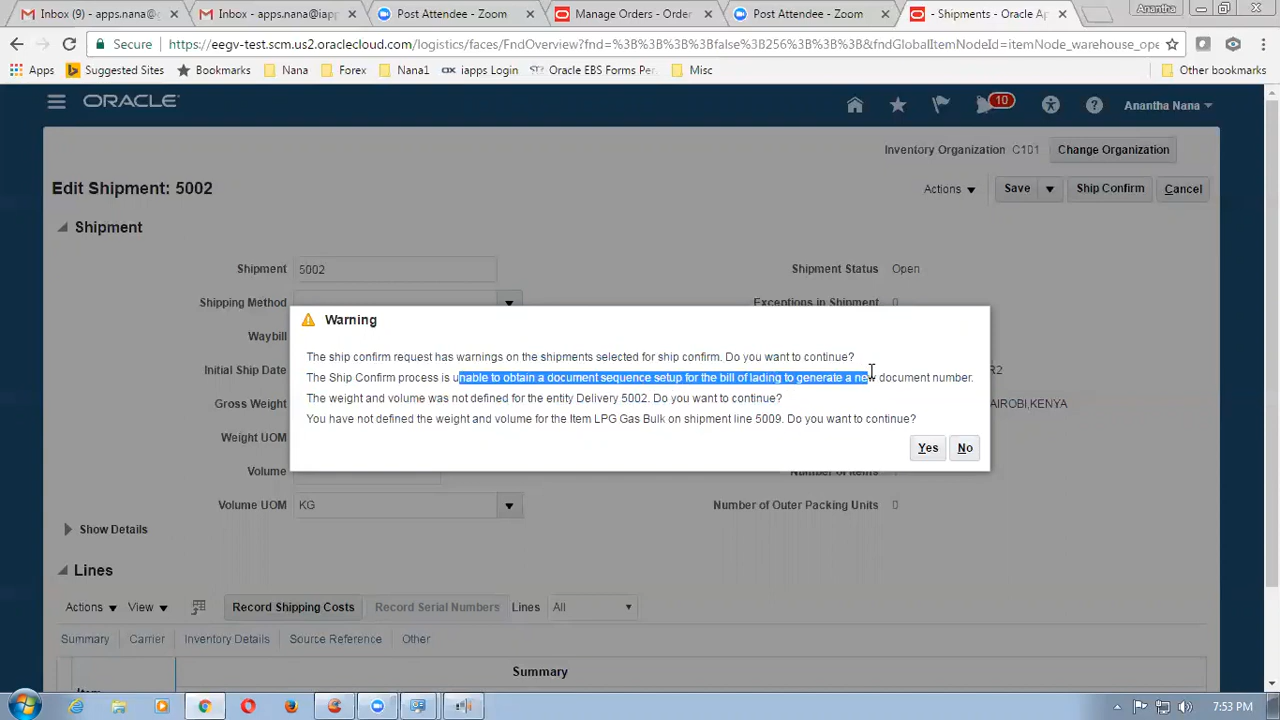 Inbox (9) - apps.nana@
Inbox - apps.nana@iapp
Post Attendee - Zoom
Manage Orders - Order
Post Attendee - Zoom
- Shipments - Oracle Ap
Anantha
Secure
https://eegv-test.scm.us2.oraclecloud.com/logistics/faces/FndOverview?fnd=%3B%3B%3B%3Bfalse%3B256%3B%3B%3B&fndGlobalItemNodeId=itemNode_warehouse_ope
Apps
Suggested Sites
Bookmarks
Nana
Forex
Nana1
iapps Login
Oracle EBS Forms Per
Misc
Other bookmarks
ORACLE
10
Anantha Nana
Inventory Organization C101
Change Organization
Edit Shipment: 5002
Actions
Save
Ship Confirm
Cancel
Shipment
Shipment 5002
Shipment Status Open
Shipping Method
Exceptions in Shipment 0
Warning
Waybill
The ship confirm request has warnings on the shipments selected for ship confirm. Do you want to continue?
Initial Ship Date
The Ship Confirm process is unable to obtain a document sequence setup for the bill of lading to generate a new document number.
R2
Gross Weight
The weight and volume was not defined for the entity Delivery 5002. Do you want to continue?
AIROBI,KENYA
You have not defined the weight and volume for the Item LPG Gas Bulk on shipment line 5009. Do you want to continue?
Weight UOM
Yes
No
Volume
Volume UOM KG
Number of Outer Packing Units 0
Show Details
Lines
Actions
View
Record Shipping Costs
Record Serial Numbers
Lines
All
Summary
Carrier
Inventory Details
Source Reference
Other
Summary
7:53 PM